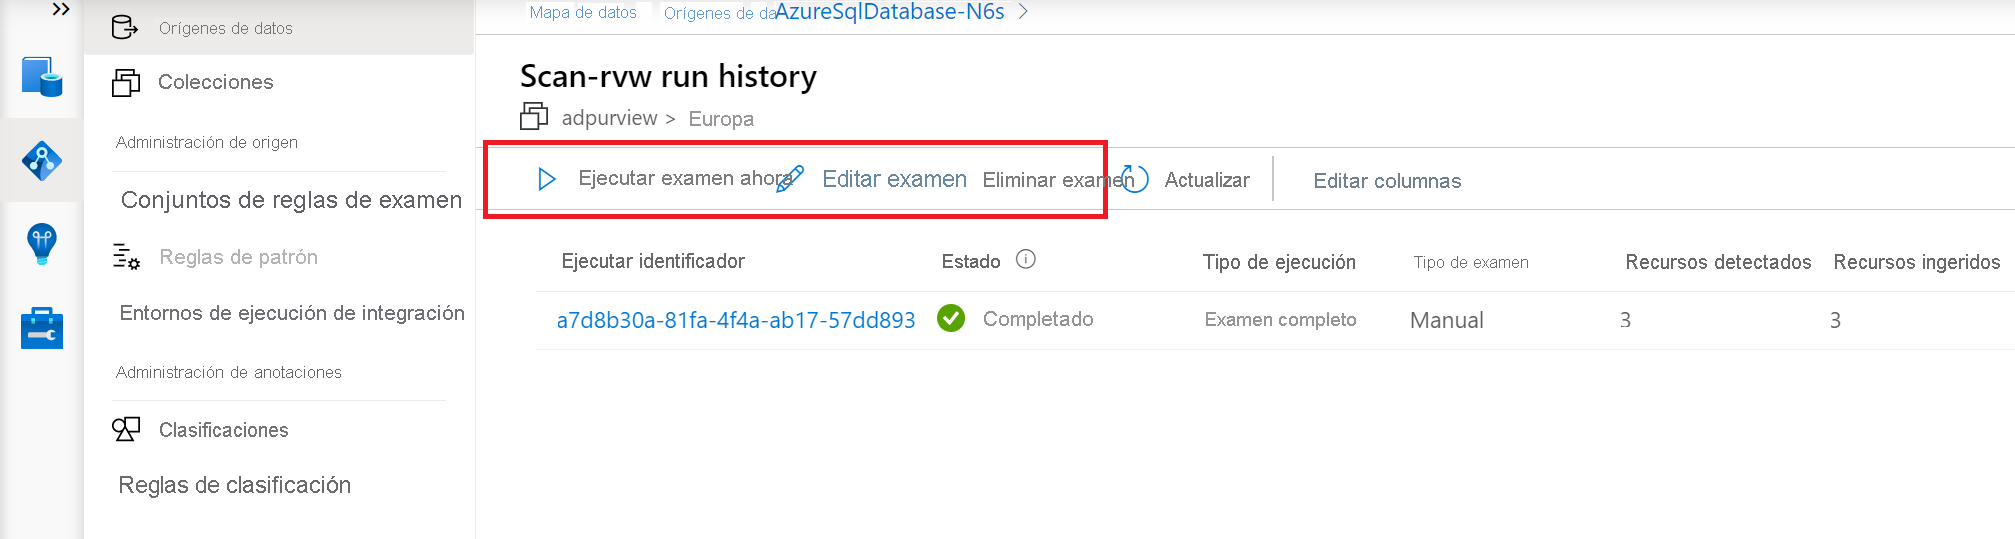 Orígenes de datos
Colecciones
Administración de origen
Conjuntos de reglas de examen
Reglas de patrón
Entornos de ejecución de integración
Administración de anotaciones
Clasificaciones
Reglas de clasificación
Mapa de datos Orígenes de da AzureSqlDatabase-N6s
Scan-rvw run history
adpurview > Europa
Ejecutar examen ahora Editar examen Eliminar examen Actualizar Editar columnas
Ejecutar identificador Estado Tipo de ejecución Tipo de examen Recursos detectados Recursos ingeridos
a7d8b30a-81fa-4f4a-ab17-57dd893 Completado Examen completo Manual 3 3